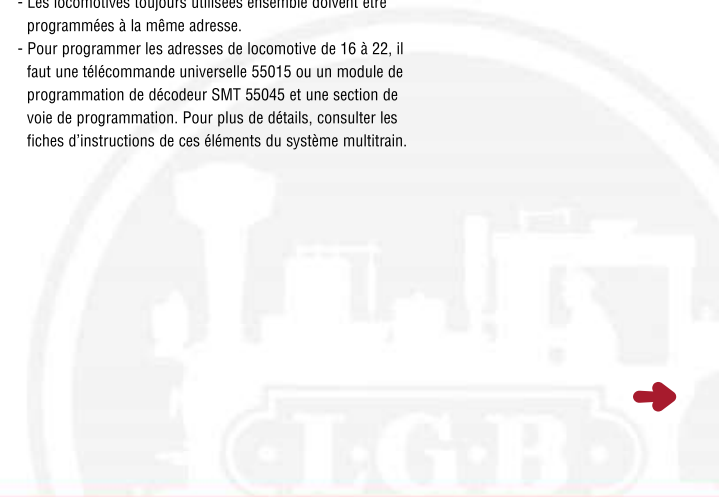 - Les locomotives toujours utilisées ensemble doivent être
programmées à la même adresse.
- Pour programmer les adresses de locomotive de 16 à 22, il
faut une télécommande universelle 55015 ou un module de
programmation de décodeur SMT 55045 et une section de
voie de programmation. Pour plus de détails, consulter les
fiches d'instructions de ces éléments du système multitrain.
L·G·B